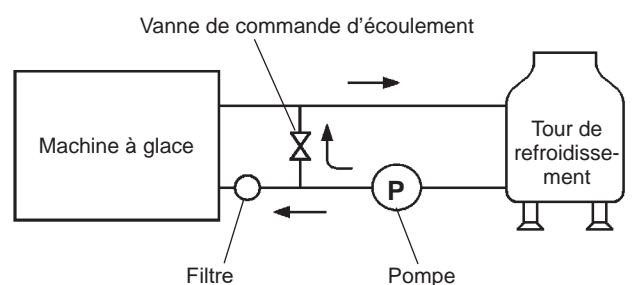 Vanne de commande d'écoulement
Machine à glace
Tour de
refroidisse-
ment
P
Filtre
Pompe